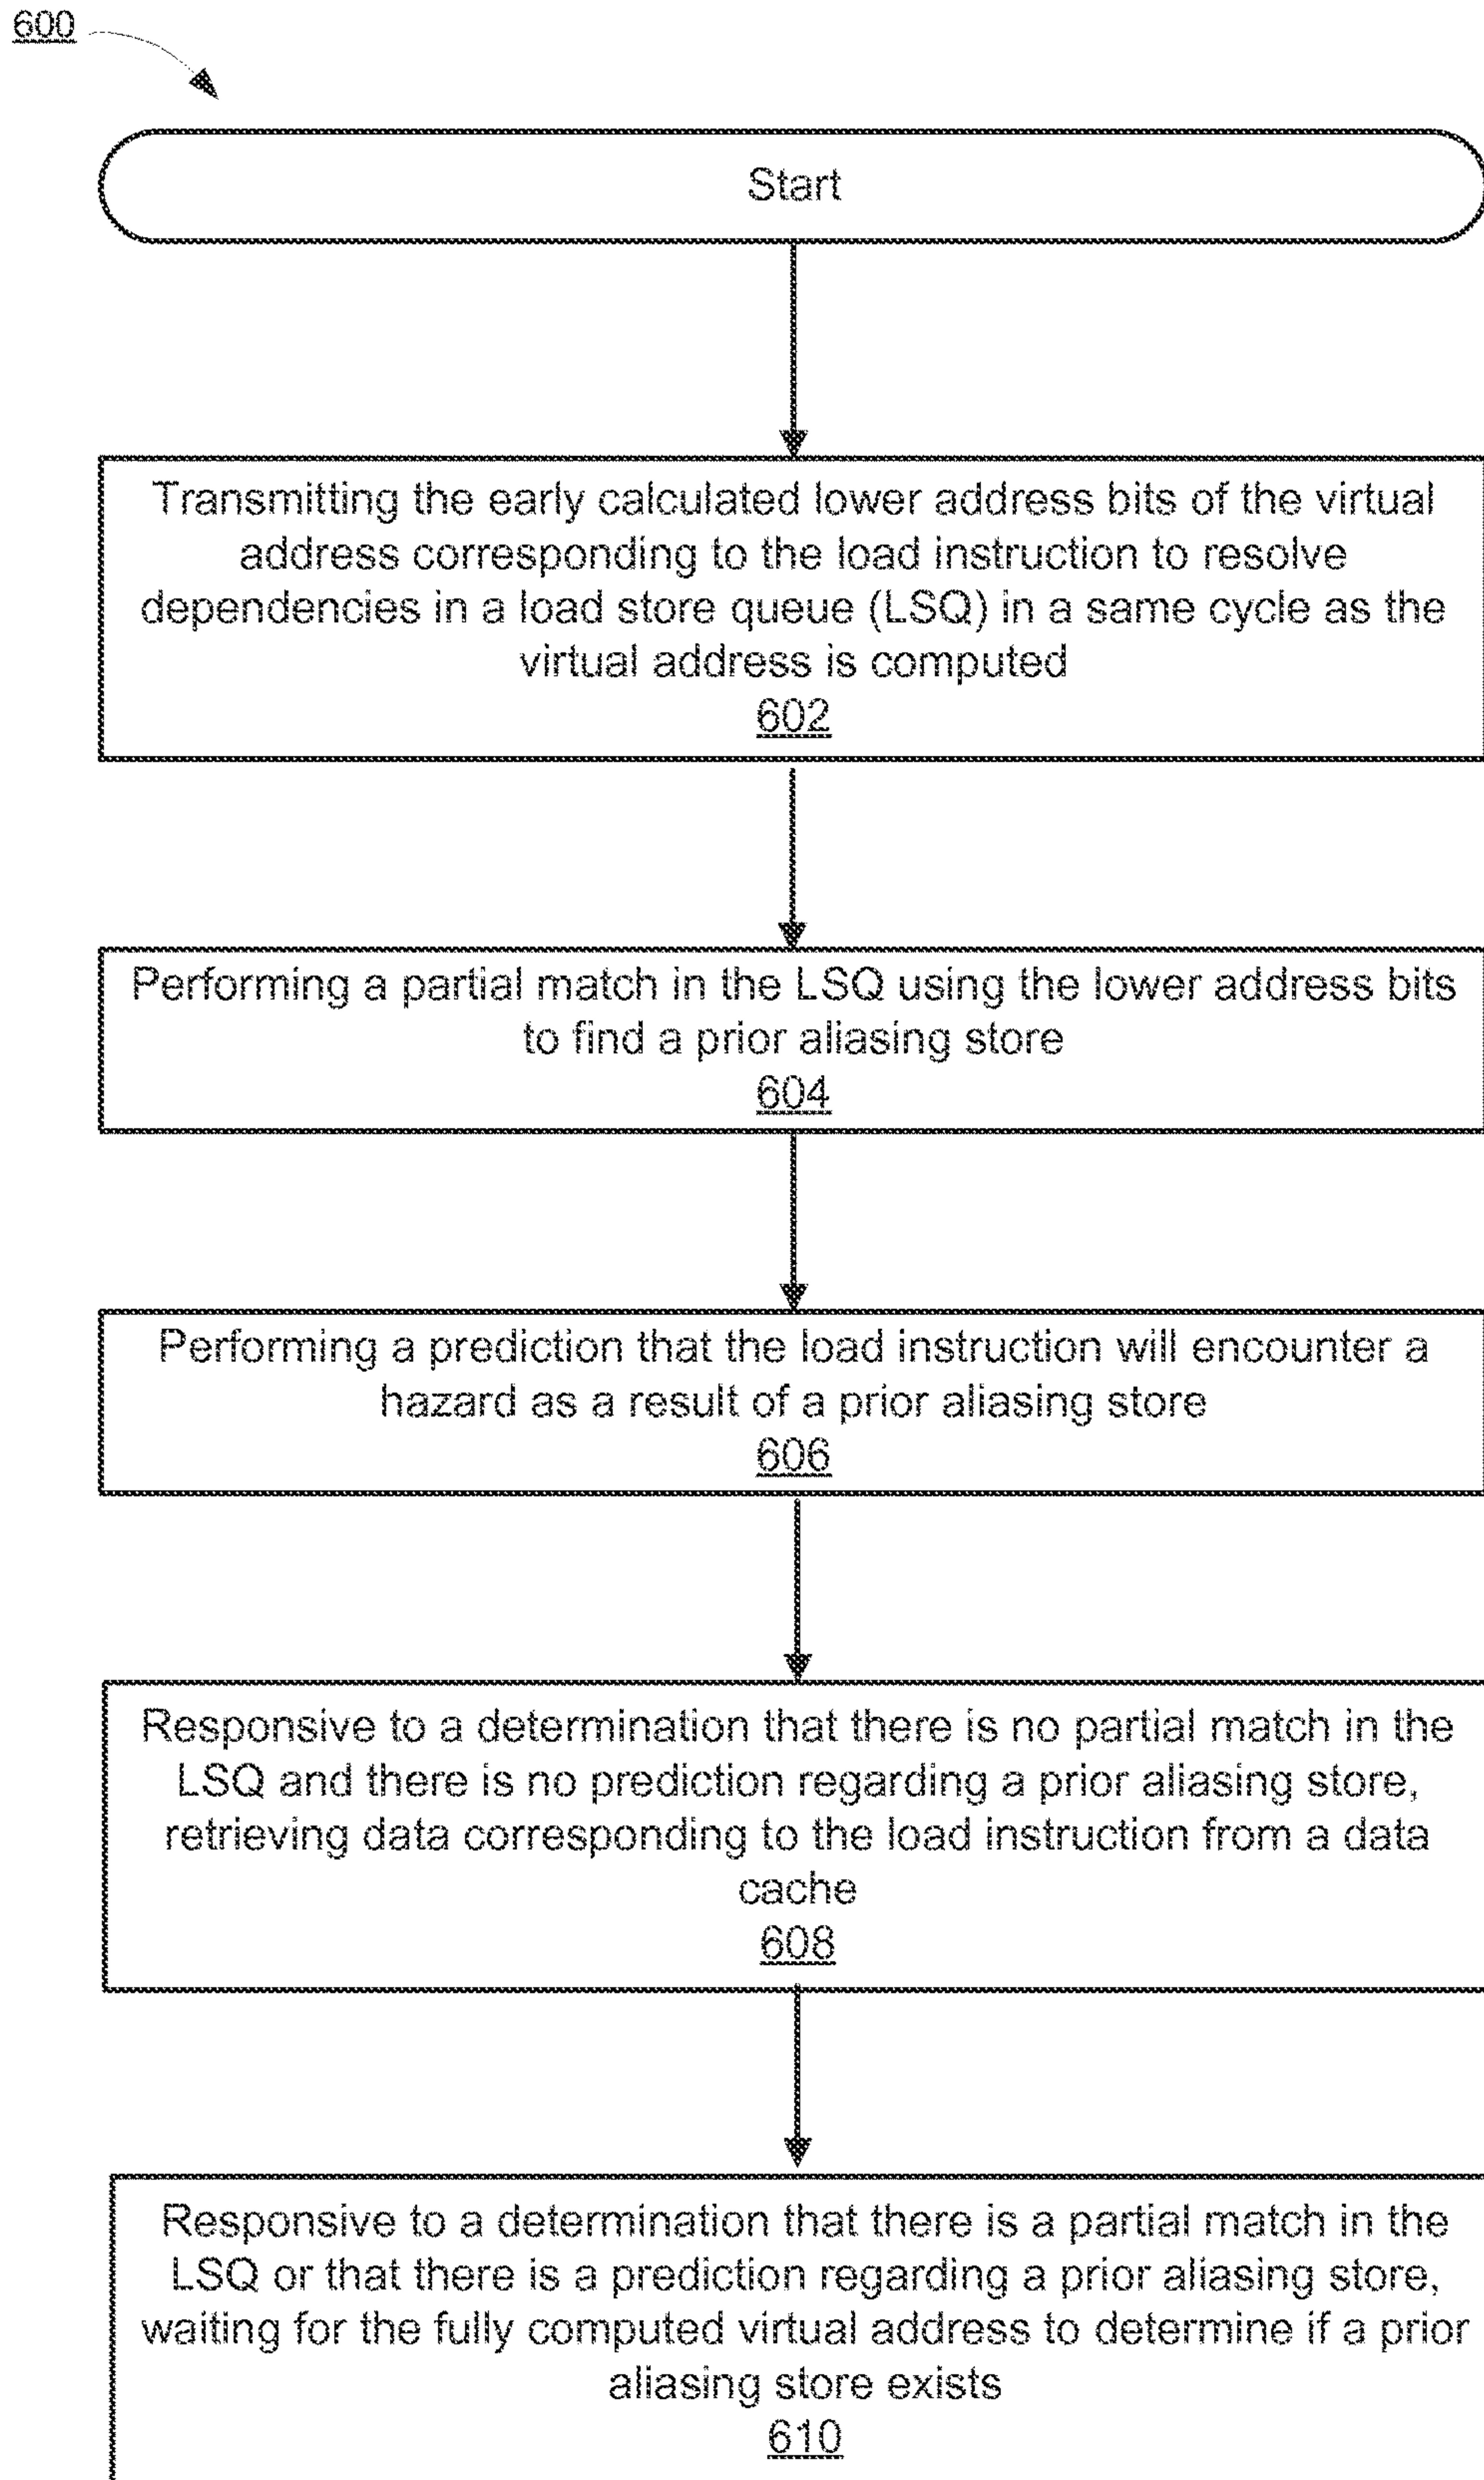 600
Start
Transmitting the early calculated lower address bits of the virtual
address corresponding to the load instruction to resolve
dependencies in a load store queue (LSQ) in a same cycle as the
virtual address is computed
602
Performing a partial match in the LSQ using the lower address bits
to find a prior aliasing store
604
Performing a prediction that the load instruction will encounter a
hazard as a result of a prior aliasing store
606
Responsive to a determination that there is no partial match in the
LSQ and there is no prediction regarding a prior aliasing store,
retrieving data corresponding to the load instruction from a data
cache
608
Responsive to a determination that there is a partial match in the
LSQ or that there is a prediction regarding a prior aliasing store,
waiting for the fully computed virtual address to determine if a prior
aliasing store exists
610